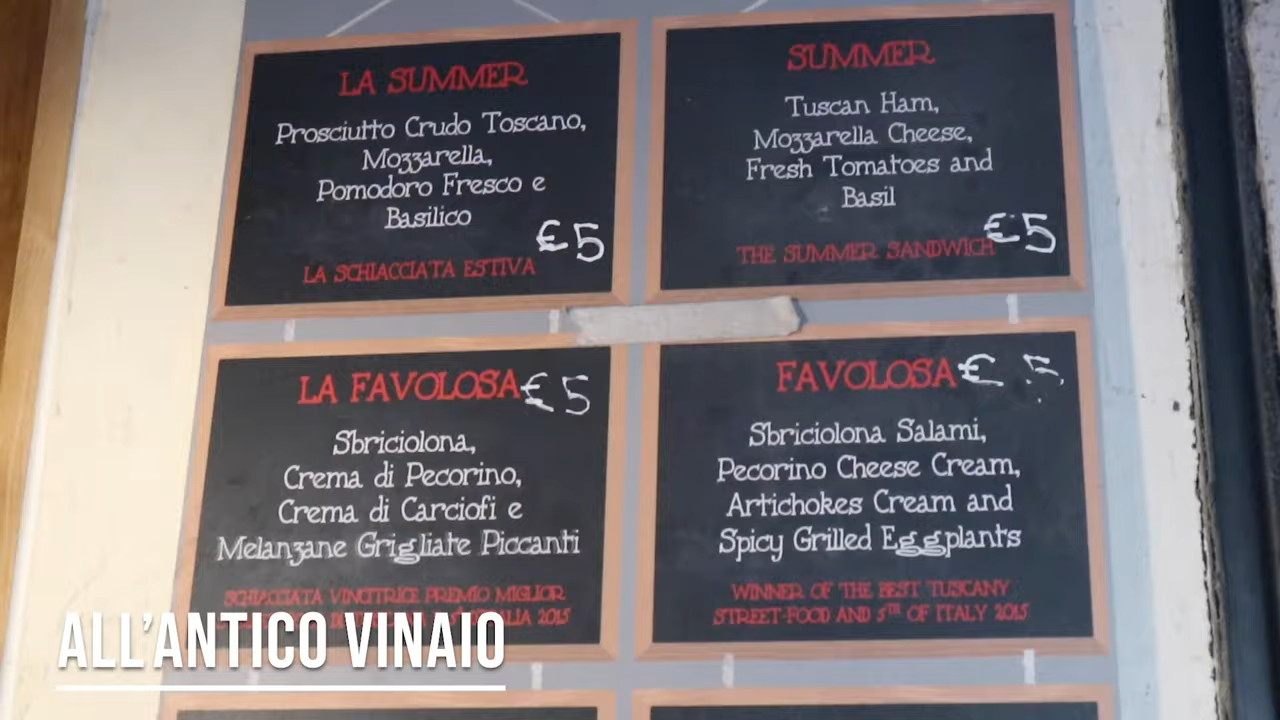 LA SUMMER
Prosciutto Crudo Toscano,
Mozzarella,
Pomodoro Fresco e
Basilico
€5
LA SCHIACCIATA ESTIVA
SUMMER
Tuscan Ham,
Mozzarella Cheese,
Fresh Tomatoes and
Basil
€5
THE SUMMER SANDWICH
LA FAVOLOSA €5
Sbriciolona,
Crema di Pecorino,
Crema di Carciofi e
Melanzane Grigliate Piccanti
SCHIACCIATA VINCITRICE PREMIO MIGLIOR
ITALIA 2015
FAVOLOSA €5
Sbriciolona Salami,
Pecorino Cheese Cream,
Artichokes Cream and
Spicy Grilled Eggplants
WINNER OF THE BEST TUSCANY
STREET-FOOD AND 5TH OF ITALY 2015
ALL'ANTICO VINAIO